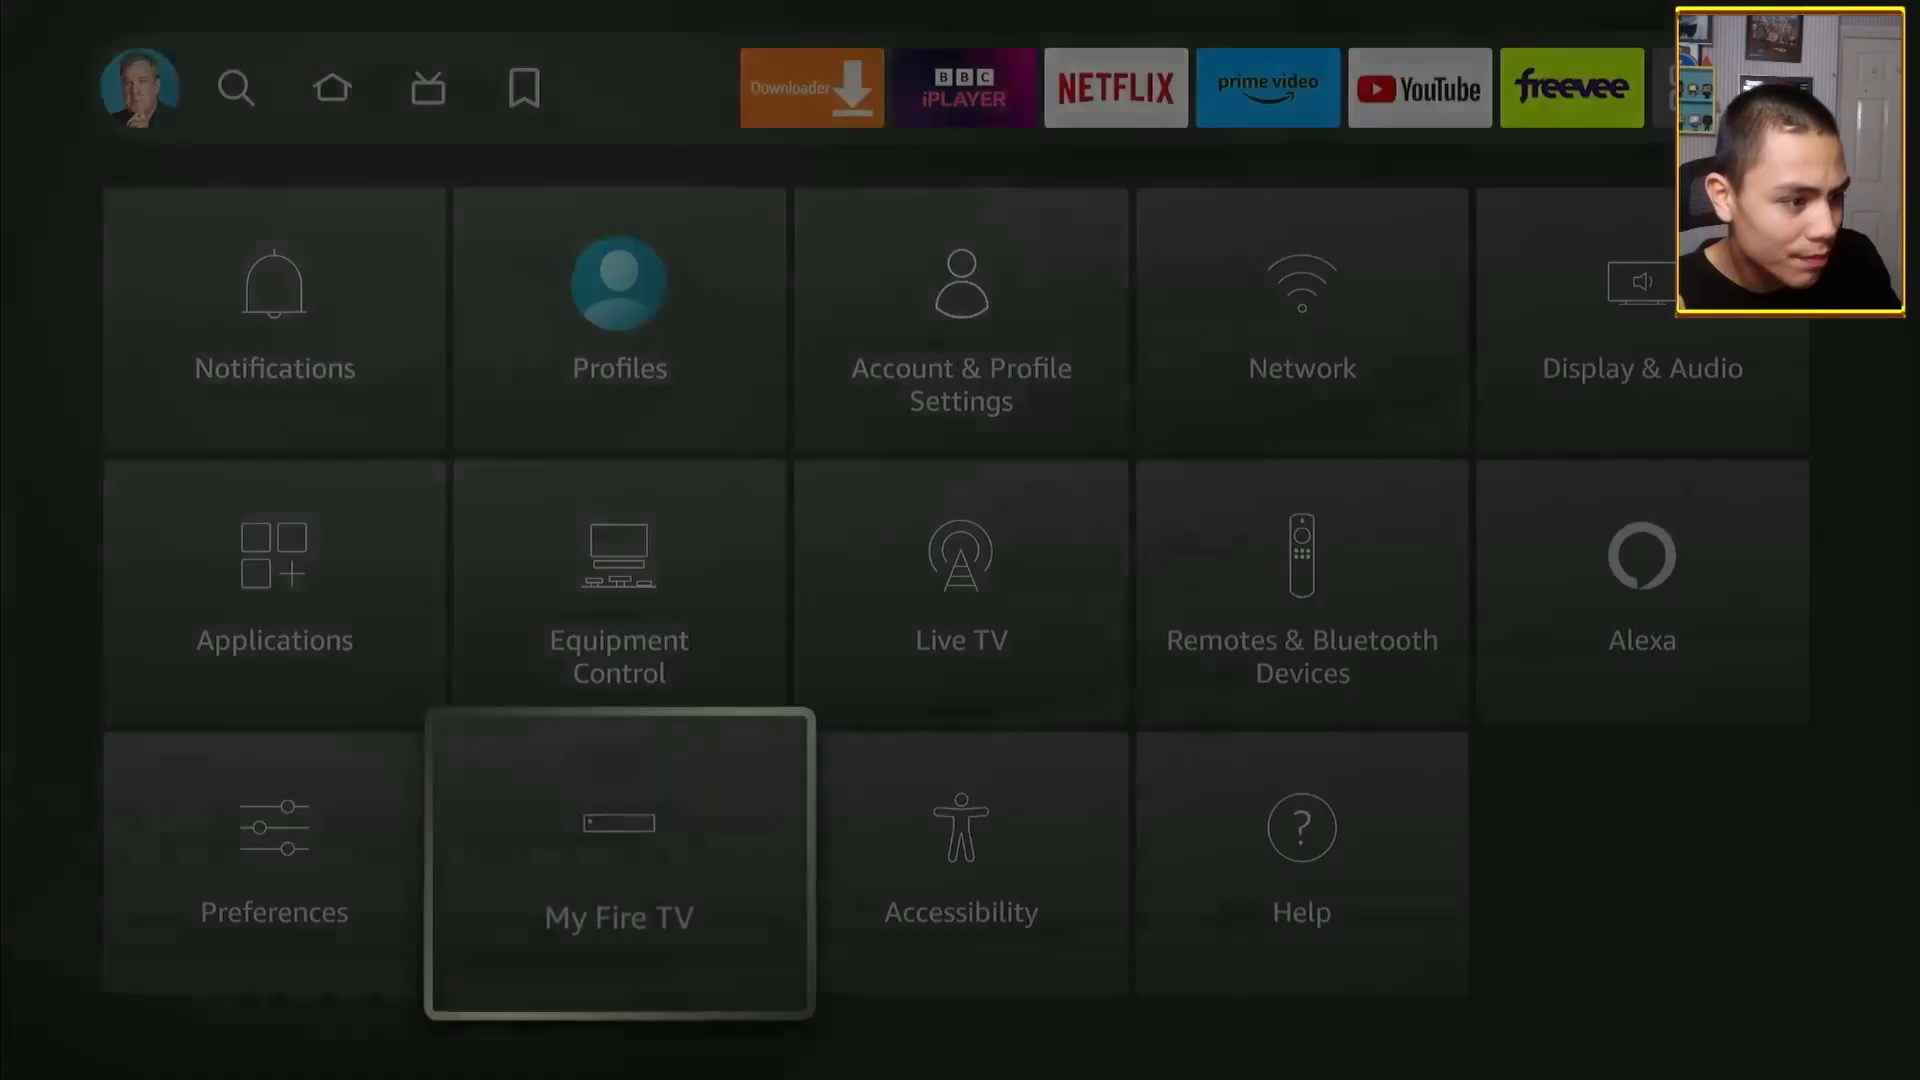 Downloader
BBC
iPLAYER
NETFLIX
prime video
YouTube
freevee
Notifications
Profiles
Account & Profile
Settings
Network
Display & Audio
Applications
Equipment
Control
Live TV
Remotes & Bluetooth
Devices
Alexa
Preferences
My Fire TV
Accessibility
?
Help